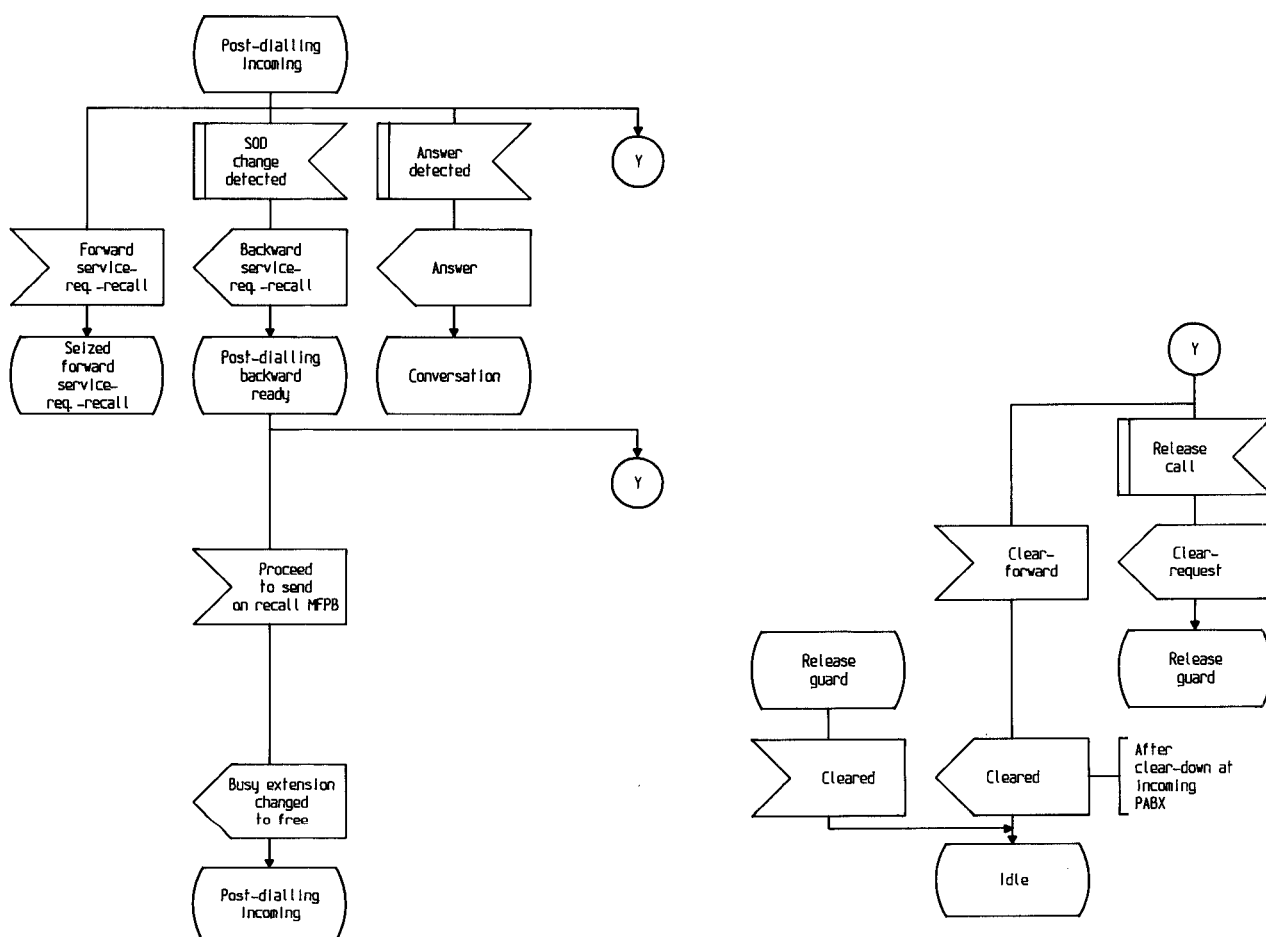 Post-dialling
incoming
SOD
change
detected
Answer
detected
Y
Forward
service-
req.-recall
Backward
service-
req.-recall
Answer
Seized
forward
service-
req.-recall
Post-dialling
backward
ready
Conversation
Y
Proceed
to send
on recall MFPB
Busy extension
changed
to free
Post-dialling
incoming
Y
Release
call
Clear-
forward
Clear-
request
Release
guard
Release
guard
Cleared
Cleared
After
clear-down at
incoming
PABX
Idle